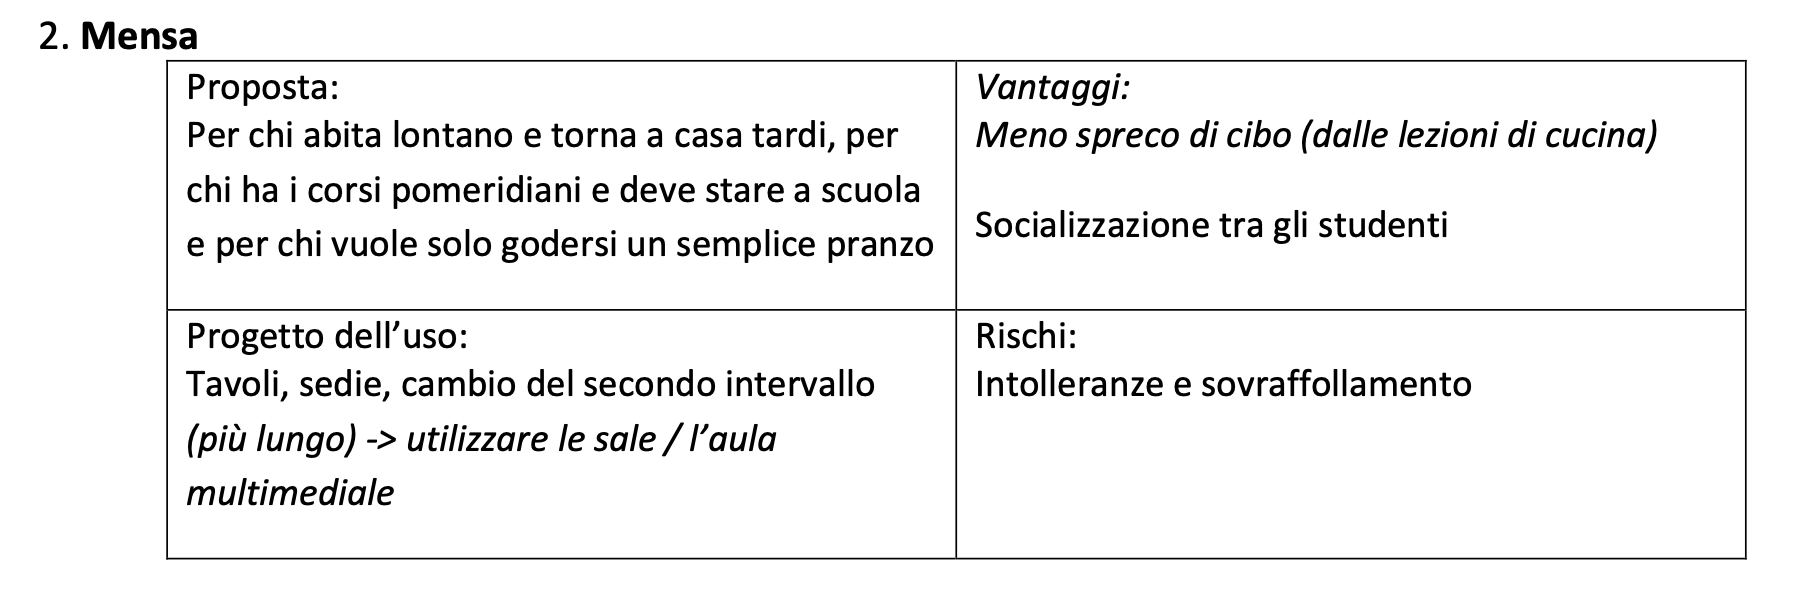 2. Mensa
Proposta:
Per chi abita lontano e torna a casa tardi, per
chi ha i corsi pomeridiani e deve stare a scuola
e per chi vuole solo godersi un semplice pranzo
Vantaggi:
Meno spreco di cibo (dalle lezioni di cucina)
Socializzazione tra gli studenti
Progetto dell’uso:
Tavoli, sedie, cambio del secondo intervallo
(più lungo) -> utilizzare le sale / l’aula
multimediale
Rischi:
Intolleranze e sovraffollamento